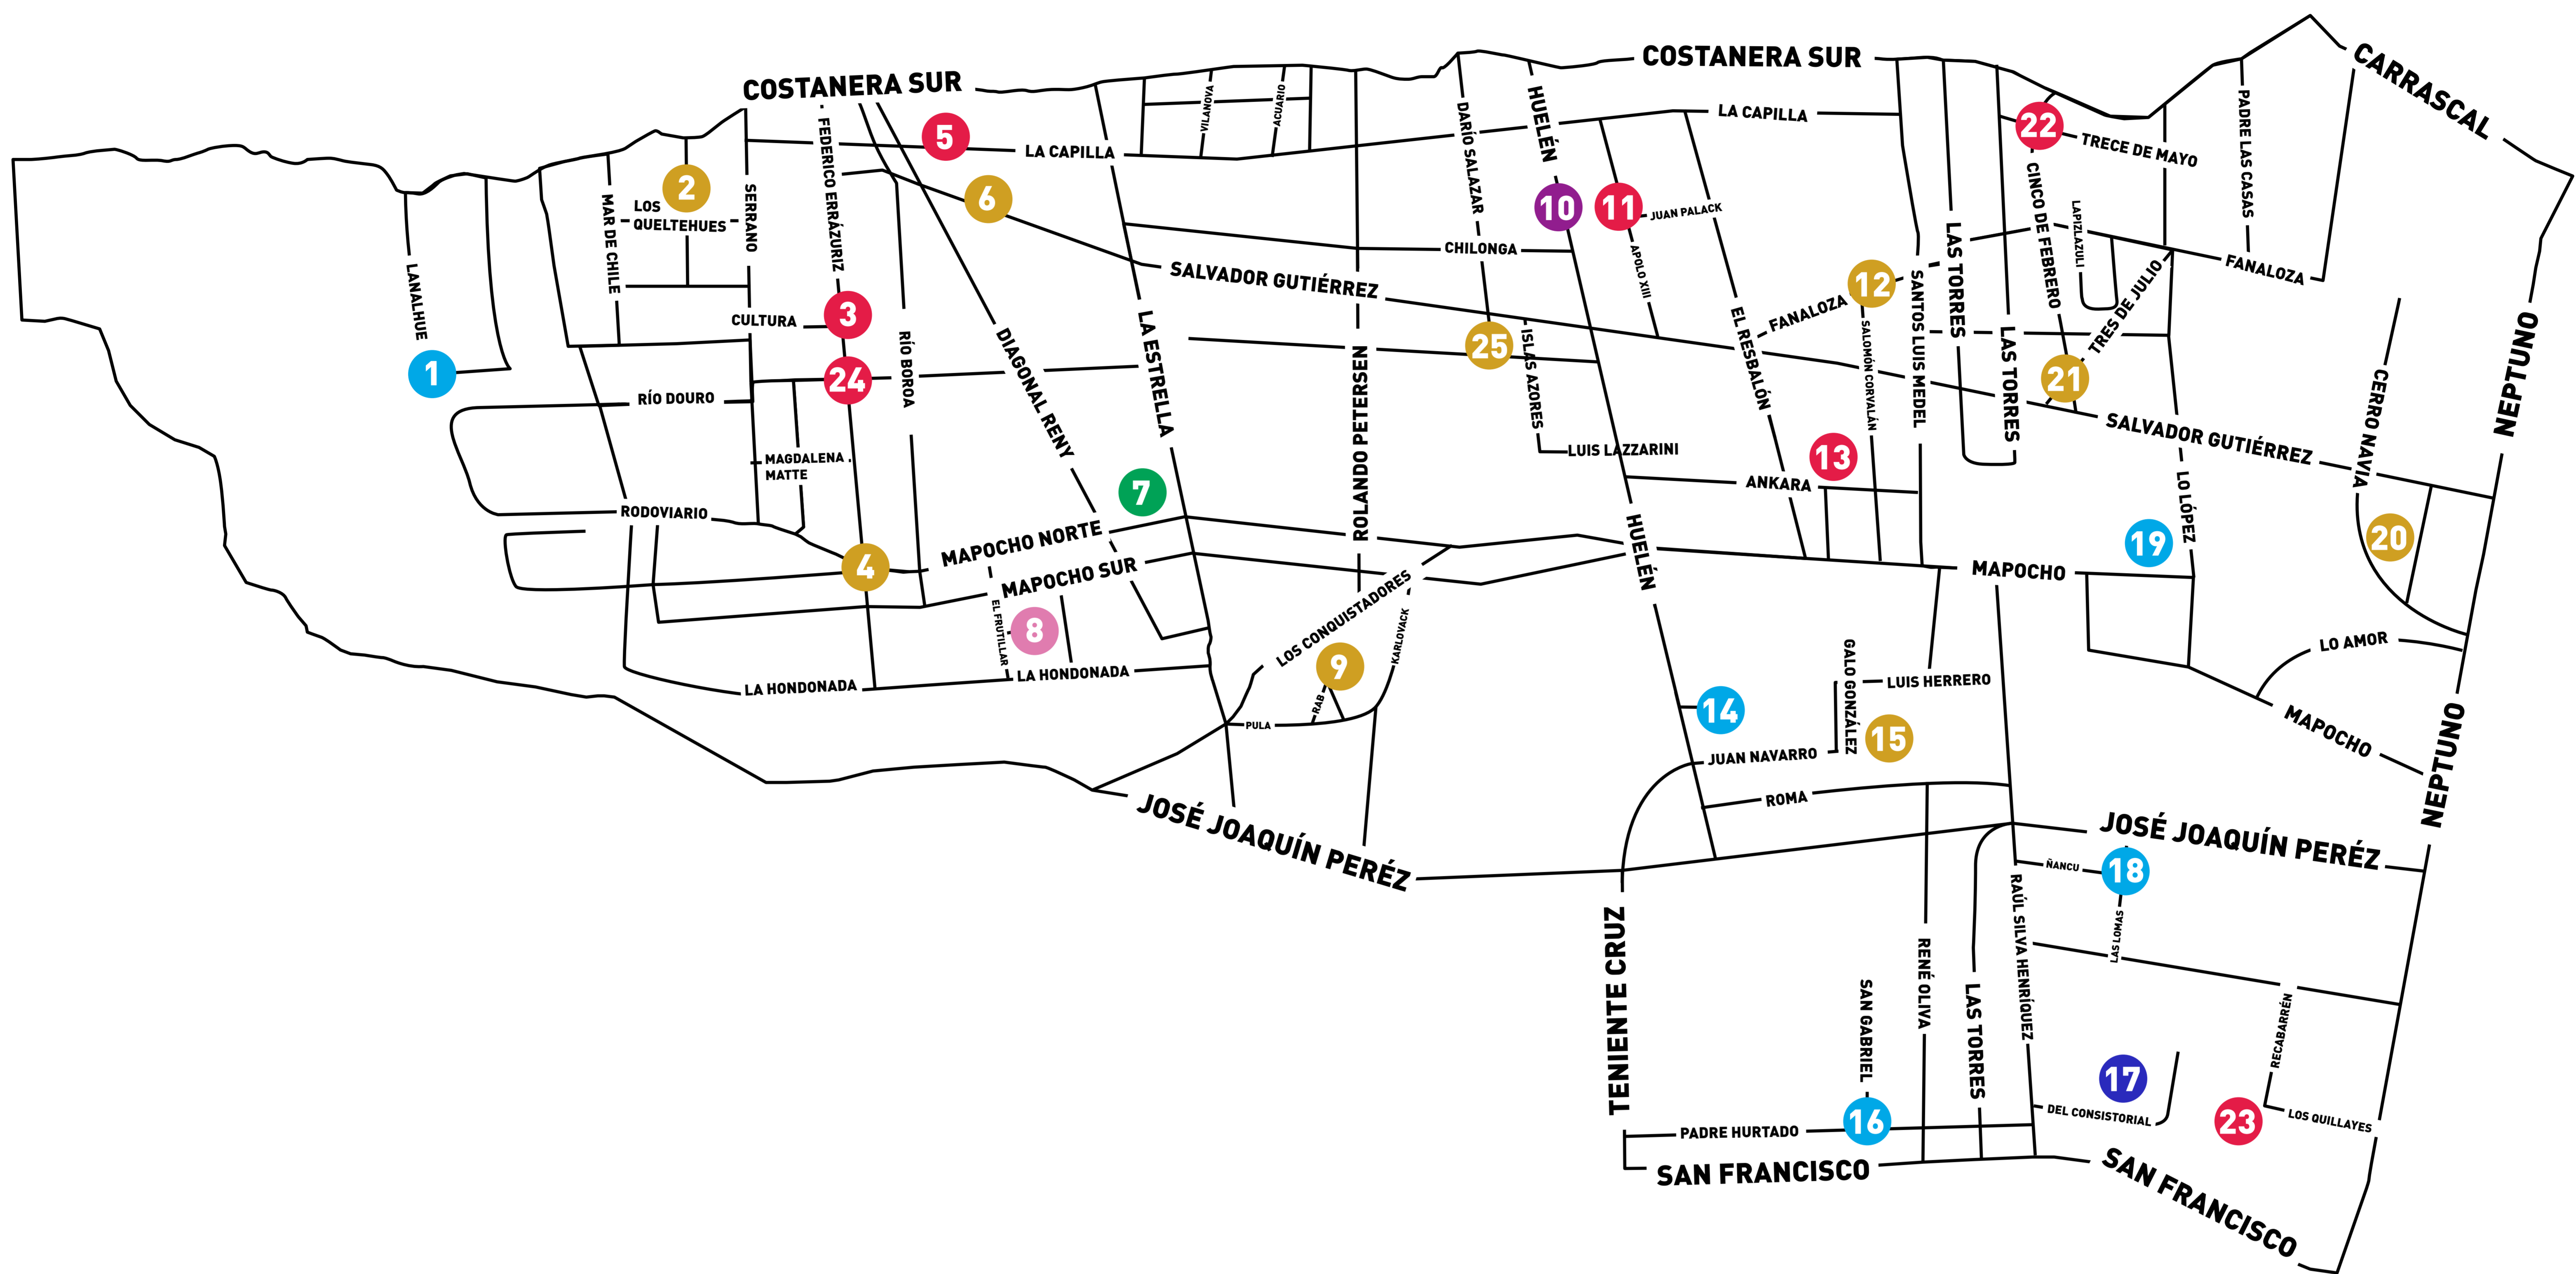 COSTANERA SUR
COSTANERA SUR
CARRASCAL
5
LA CAPILLA
VILANOVA
ACUARIO
LA CAPILLA
22
TRECE DE MAYO
PADRE LAS CASAS
FEDERICO ERRÁZURIZ
DARÍO SALAZAR
HUELÉN
2
LOS
QUELTEHUES
MAR DE CHILE
SERRANO
6
10
11
JUAN PALACK
CINCO DE FEBRERO
LAPIZLAZULI
LANALHUE
CHILONGA
APOLO XIII
LAS TORRES
FANALOZA
SALVADOR GUTIÉRREZ
12
FANALOZA
SANTOS LUIS MEDEL
TRES DE JULIO
CULTURA
3
RÍO BOROA
DIAGONAL RENY
LA ESTRELLA
ROLANDO PETERSEN
25
ISLAS AZORES
EL RESBALÓN
SALOMÓN CORVALÁN
LAS TORRES
NEPTUNO
1
24
21
CERRO NAVIA
RÍO DOURO
SALVADOR GUTIÉRREZ
MAGDALENA
MATTE
LUIS LAZZARINI
13
ANKARA
LO LÓPEZ
7
RODOVIARIO
HUELÉN
19
20
MAPOCHO NORTE
4
MAPOCHO SUR
MAPOCHO
EL FRUTILLAR
8
LOS CONQUISTADORES
KARLOVACK
LO AMOR
9
LA HONDONADA
LA HONDONADA
RAB
PULA
GALO GONZÁLEZ
LUIS HERRERO
14
15
MAPOCHO
NEPTUNO
JUAN NAVARRO
ROMA
JOSÉ JOAQUÍN PERÉZ
JOSÉ JOAQUÍN PERÉZ
ÑANCU
18
TENIENTE CRUZ
RAÚL SILVA HENRÍQUEZ
LAS LOMAS
SAN GABRIEL
RENÉ OLIVA
LAS TORRES
RECABARRÉN
17
16
DEL CONSISTORIAL
23
LOS QUILLAYES
PADRE HURTADO
SAN FRANCISCO
SAN FRANCISCO